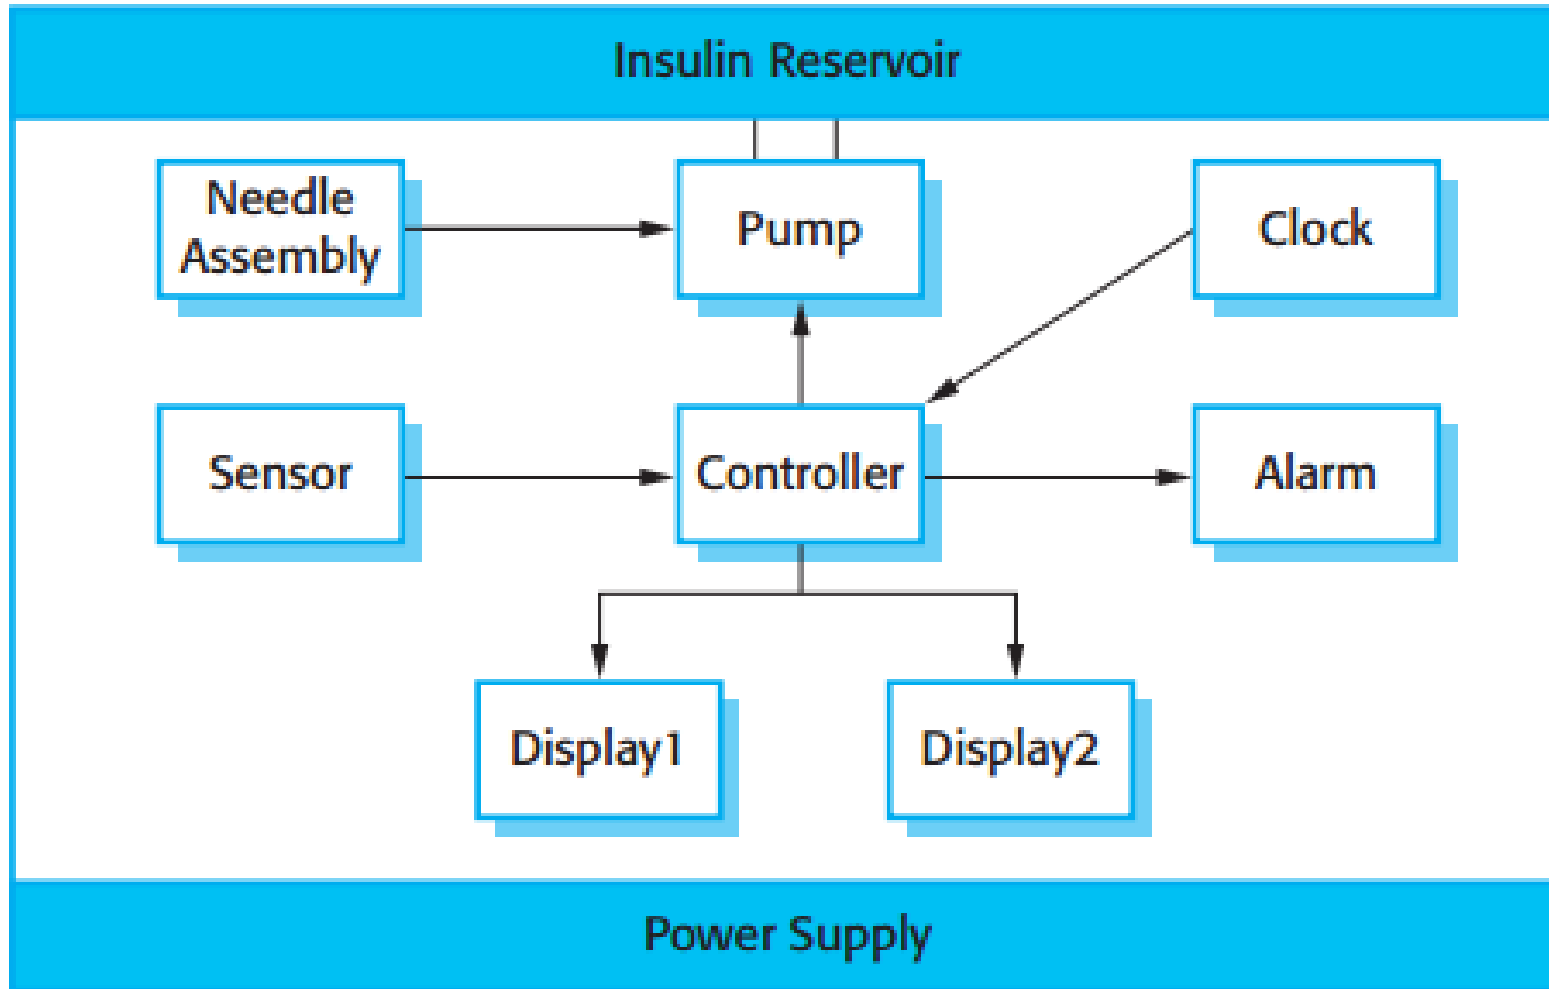 Insulin Reservoir
Needle
Assembly
Pump
Clock
Sensor
Controller
Alarm
Display1
Display2
Power Supply